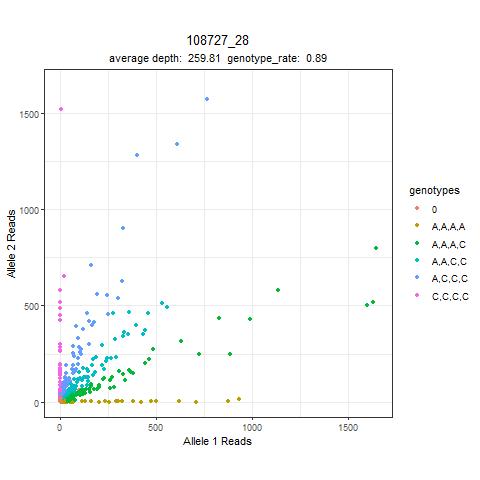 108727_28
average depth:  259.81  genotype_rate:  0.89
1500
1000
500
0
0
500
1000
1500
Allele 1 Reads
Allele 2 Reads
genotypes
0
A,A,A,A
A,A,A,C
A,A,C,C
A,C,C,C
C,C,C,C